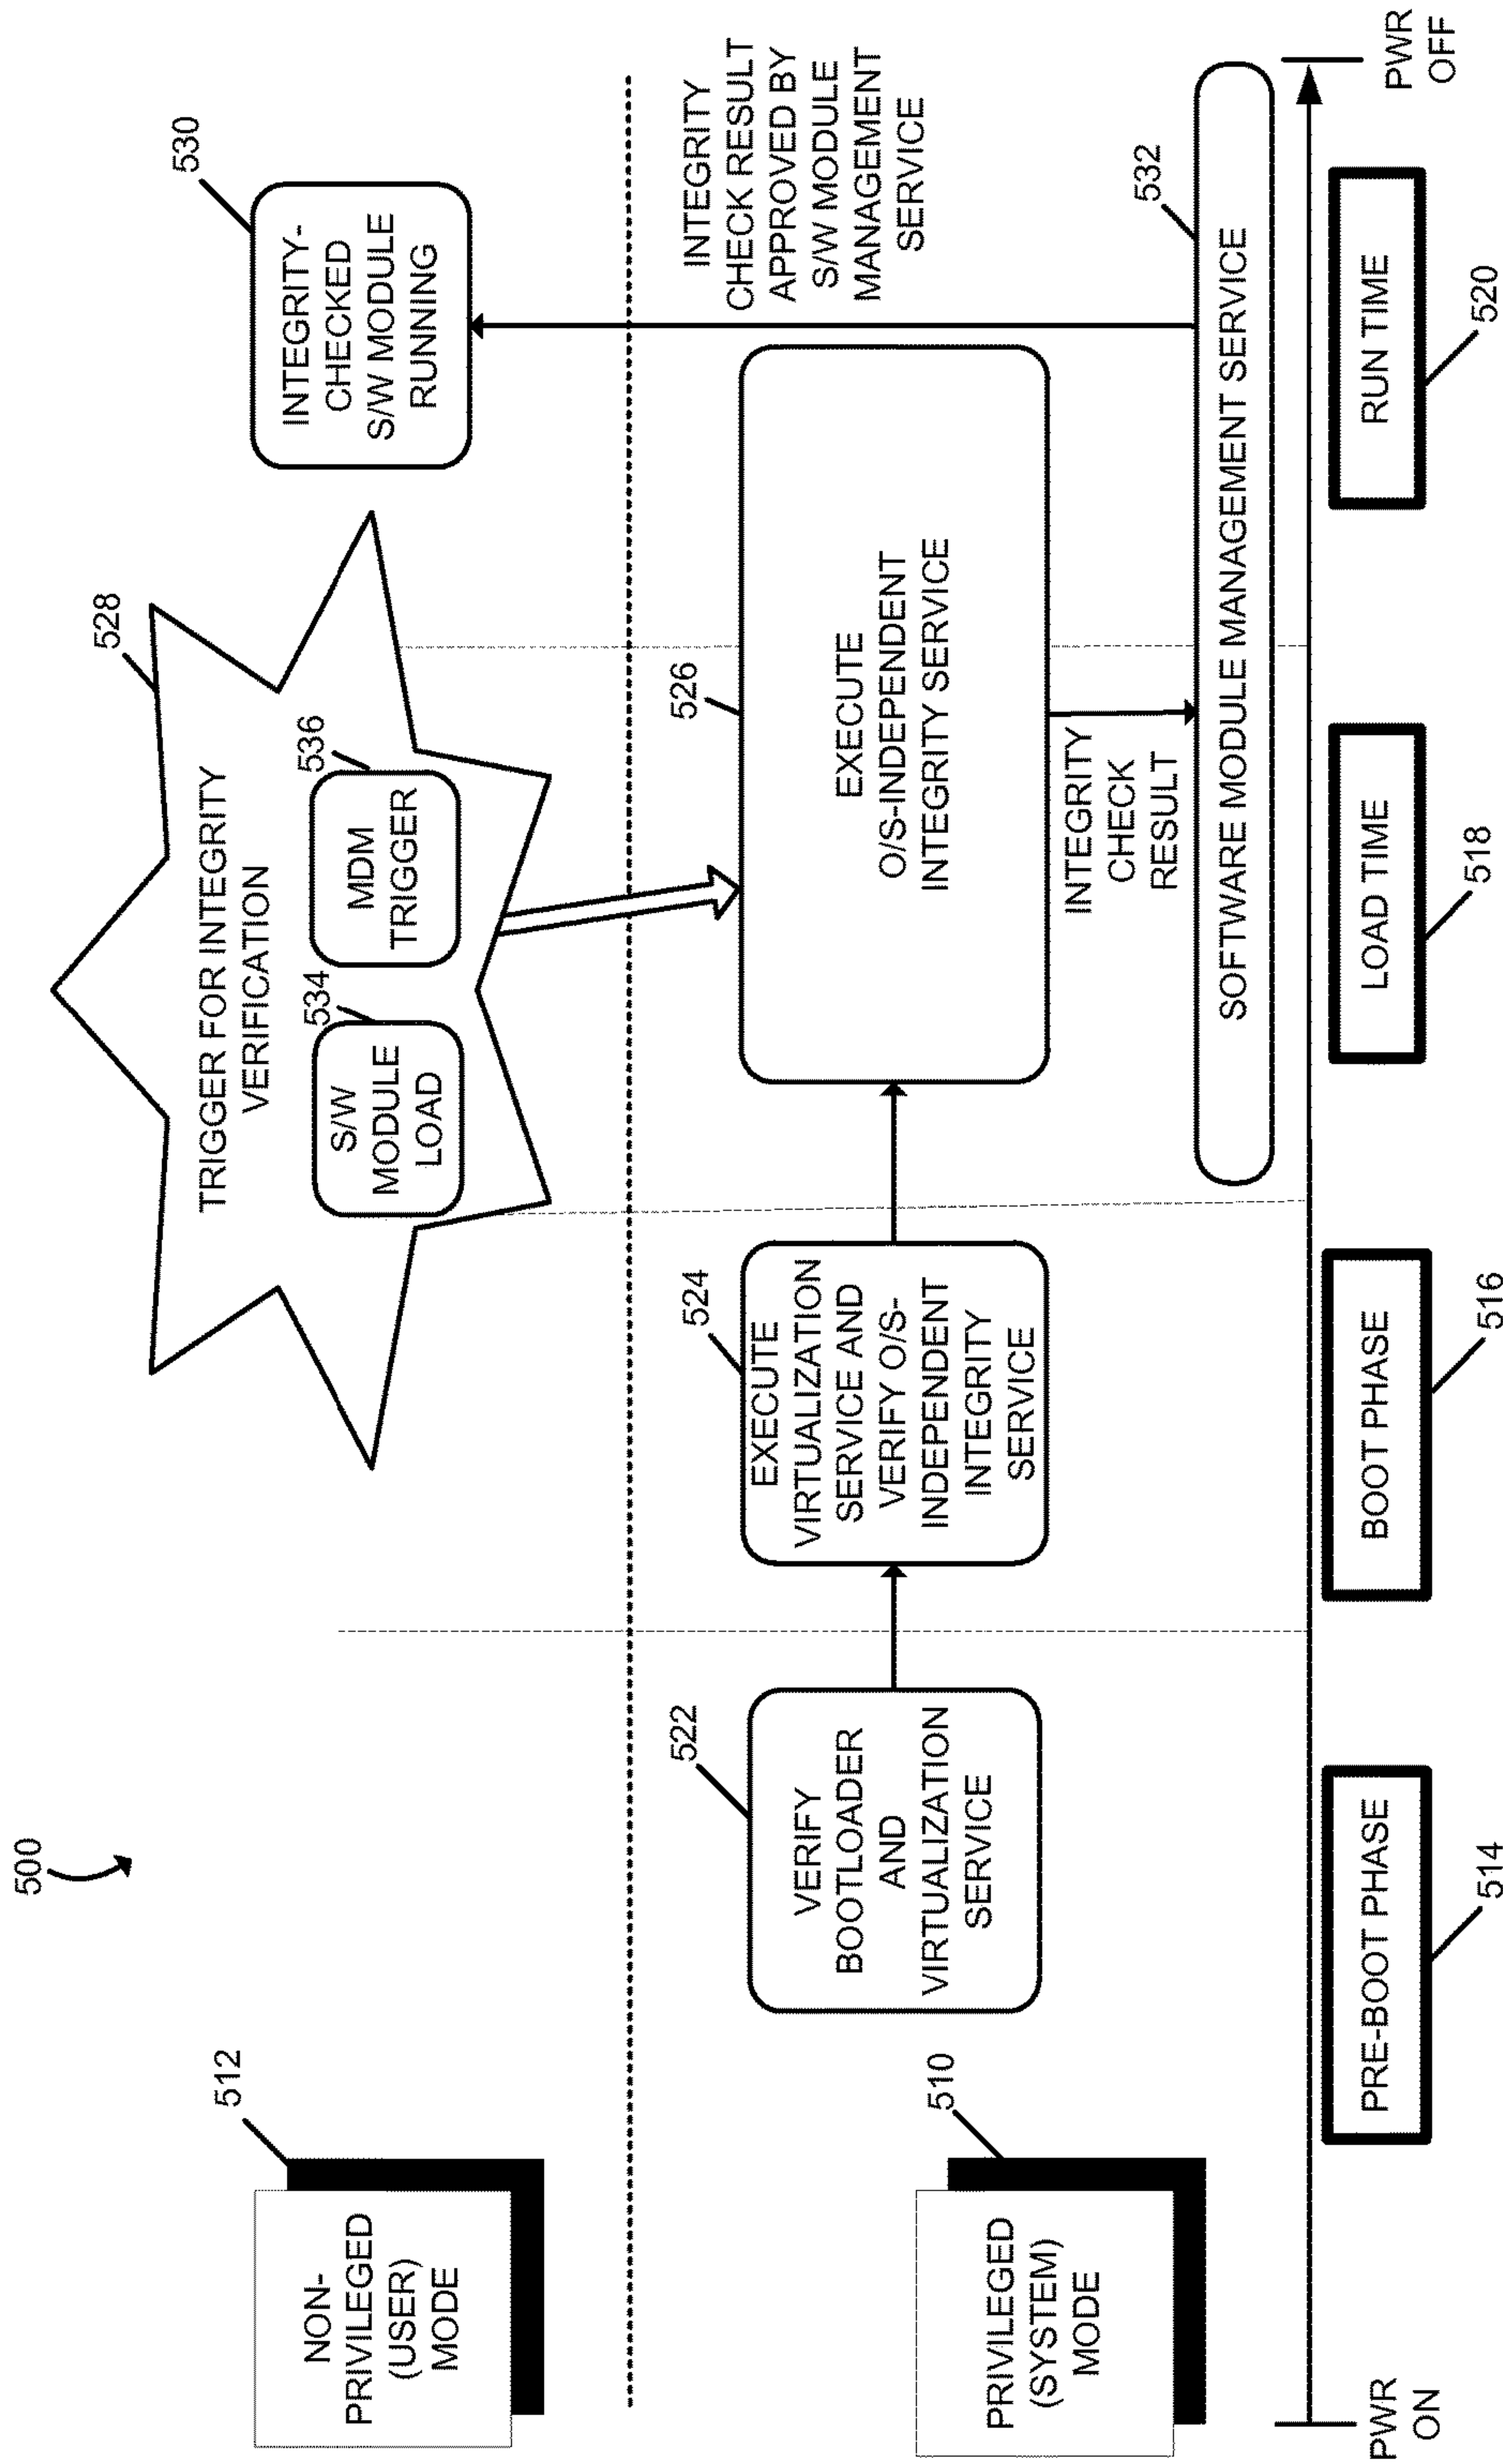 500
512
NON-
PRIVILEGED
(USER)
MODE
528
TRIGGER FOR INTEGRITY
VERIFICATION
534
S/W
MODULE
LOAD
536
MDM
TRIGGER
530
INTEGRITY-
CHECKED
S/W MODULE
RUNNING
510
PRIVILEGED
(SYSTEM)
MODE
522
VERIFY
BOOTLOADER
AND
VIRTUALIZATION
SERVICE
524
EXECUTE
VIRTUALIZATION
SERVICE AND
VERIFY O/S-
INDEPENDENT
INTEGRITY
SERVICE
526
EXECUTE
O/S-INDEPENDENT
INTEGRITY SERVICE
INTEGRITY
CHECK RESULT
APPROVED BY
S/W MODULE
MANAGEMENT
SERVICE
INTEGRITY
CHECK
RESULT
532
SOFTWARE MODULE MANAGEMENT SERVICE
PWR
ON
PRE-BOOT PHASE
514
BOOT PHASE
516
LOAD TIME
518
RUN TIME
520
PWR
OFF